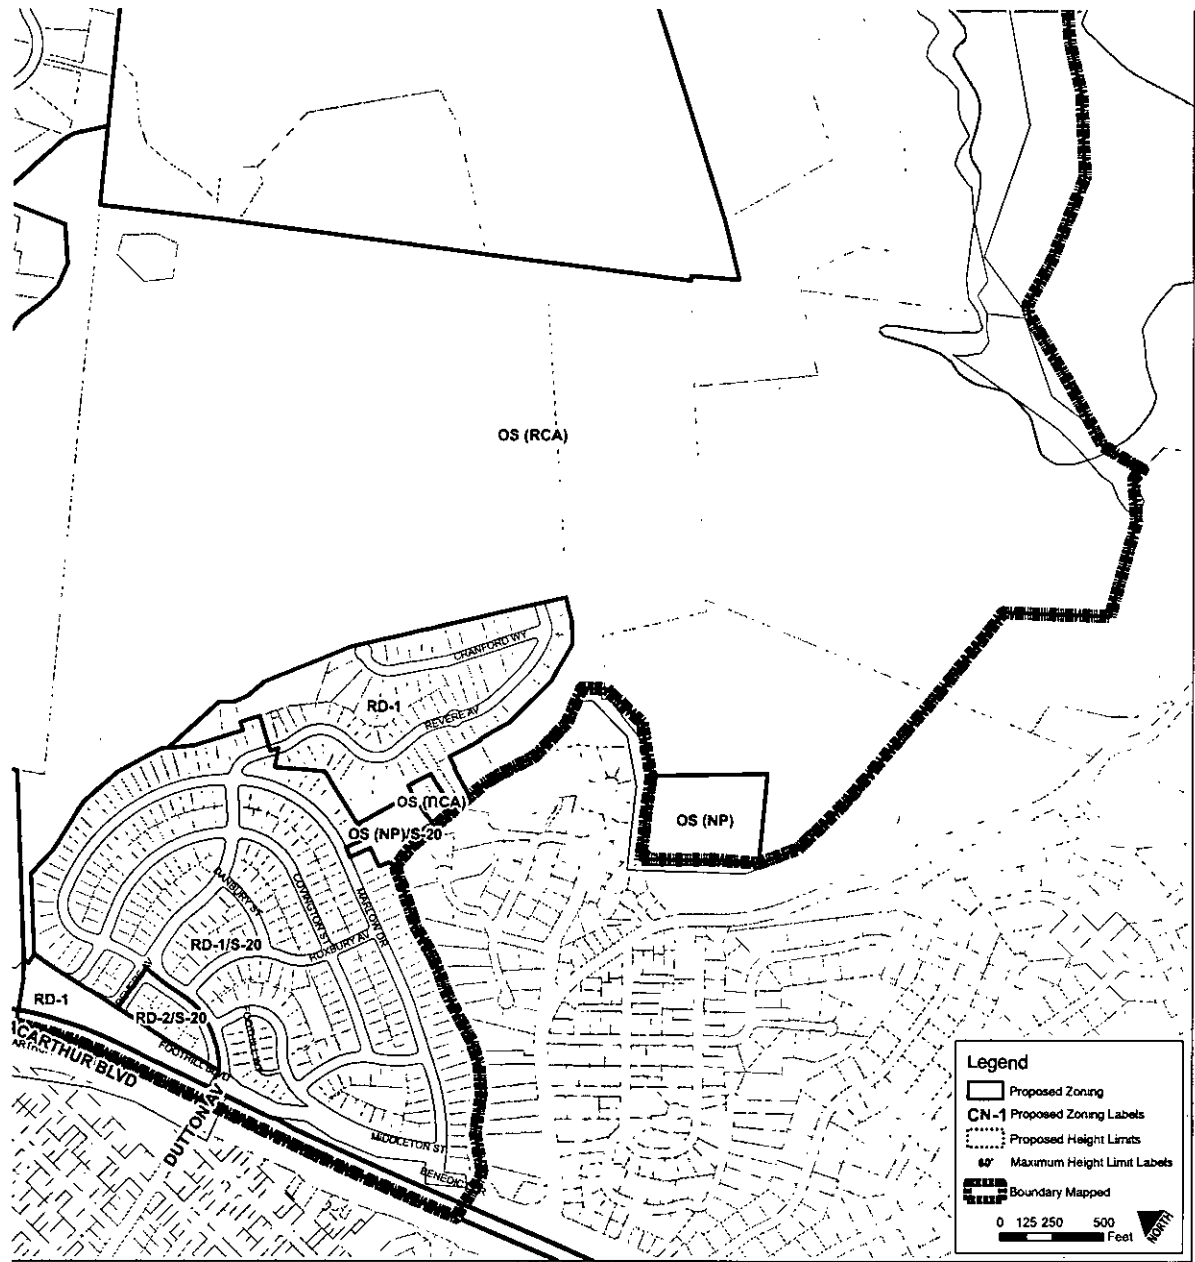 OS (RCA)
CRANFORD WY
RD-1
REVERE AV
OS (RCA)
OS (NP)/S-20
OS (NP)
DANBURY ST
COVINGTON ST
MARLOW DR
RD-1/S-20
ROXBURY AV
RD-1
RD-2/S-20
FOOTHILL
CARTHUR BLVD
DUTTON AV
MIDDLETON ST
BENEDIC
Legend
Proposed Zoning
CN-1 Proposed Zoning Labels
Proposed Height Limits
60' Maximum Height Limit Labels
Boundary Mapped
0 125 250 500
Feet
NORTH